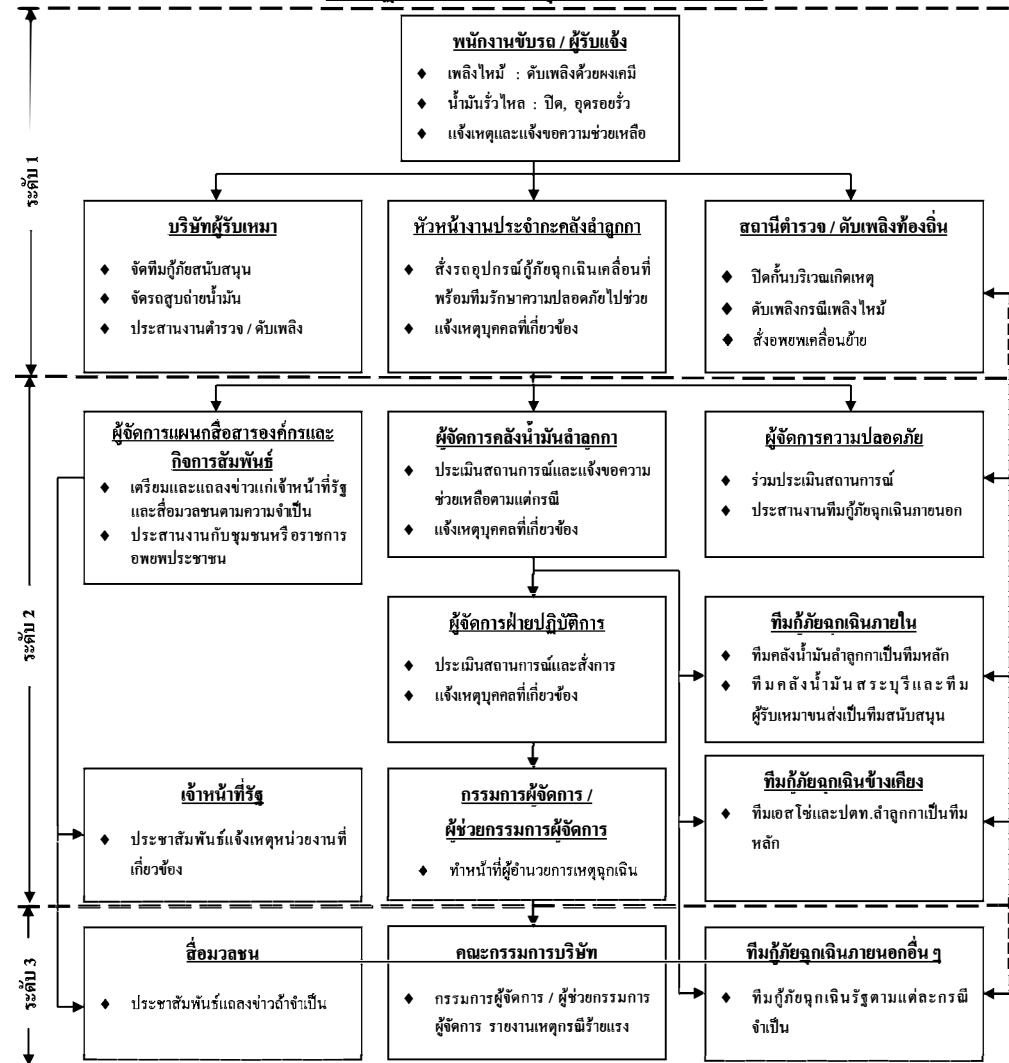 พนักงานขับรถ / ผู้รับแจ้ง
♦ เพลิงไหม้ : ดับเพลิงด้วยผงเคมี
♦ น้ำมันรั่วไหล : ปิด, อุดรอยรั่ว
♦ แจ้งเหตุและแจ้งขอความช่วยเหลือ
ระดับ 1
บริษัทผู้รับเหมา
♦ จัดทีมกู้ภัยสนับสนุน
♦ จัดรถสูบถ่ายน้ำมัน
♦ ประสานงานตำรวจ / ดับเพลิง
หัวหน้างานประจำกะคลังลำลูกกา
♦ สั่งรถอุปกรณ์กู้ภัยฉุกเฉินเคลื่อนที่
พร้อมทีมรักษาความปลอดภัยไปช่วย
♦ แจ้งเหตุบุคคลที่เกี่ยวข้อง
สถานีตำรวจ / ดับเพลิงท้องถิ่น
♦ ปิดกั้นบริเวณเกิดเหตุ
♦ ดับเพลิงกรณีเพลิงไหม้
♦ สั่งอพยพเคลื่อนย้าย
ระดับ 2
ผู้จัดการแผนกสื่อสารองค์กรและ
กิจการสัมพันธ์
♦ เตรียมและแถลงข่าวแก่เจ้าหน้าที่รัฐ
และสื่อมวลชนตามความจำเป็น
♦ ประสานงานกับชุมชนหรือราชการ
อพยพประชาชน
ผู้จัดการคลังน้ำมันลำลูกกา
♦ ประเมินสถานการณ์และแจ้งขอความ
ช่วยเหลือตามแต่กรณี
♦ แจ้งเหตุบุคคลที่เกี่ยวข้อง
ผู้จัดการความปลอดภัย
♦ ร่วมประเมินสถานการณ์
♦ ประสานงานทีมกู้ภัยฉุกเฉินภายนอก
ผู้จัดการฝ่ายปฏิบัติการ
♦ ประเมินสถานการณ์และสั่งการ
♦ แจ้งเหตุบุคคลที่เกี่ยวข้อง
ทีมกู้ภัยฉุกเฉินภายใน
♦ ทีมคลังน้ำมันลำลูกกาเป็นทีมหลัก
♦ ทีมคลังน้ำมันสระบุรีและทีม
ผู้รับเหมาขนส่งเป็นทีมสนับสนุน
เจ้าหน้าที่รัฐ
♦ ประชาสัมพันธ์แจ้งเหตุหน่วยงานที่
เกี่ยวข้อง
กรรมการผู้จัดการ /
ผู้ช่วยกรรมการผู้จัดการ
♦ ทำหน้าที่ผู้อำนวยการเหตุฉุกเฉิน
ทีมกู้ภัยฉุกเฉินข้างเคียง
♦ ทีมเอสโซ่และปตท.ลำลูกกาเป็นทีม
หลัก
ระดับ 3
สื่อมวลชน
♦ ประชาสัมพันธ์แถลงข่าวถ้าจำเป็น
คณะกรรมการบริษัท
♦ กรรมการผู้จัดการ / ผู้ช่วยกรรมการ
ผู้จัดการ รายงานเหตุกรณีร้ายแรง
ทีมกู้ภัยฉุกเฉินภายนอกอื่น ๆ
♦ ทีมกู้ภัยฉุกเฉินรัฐตามแต่ละกรณี
จำเป็น